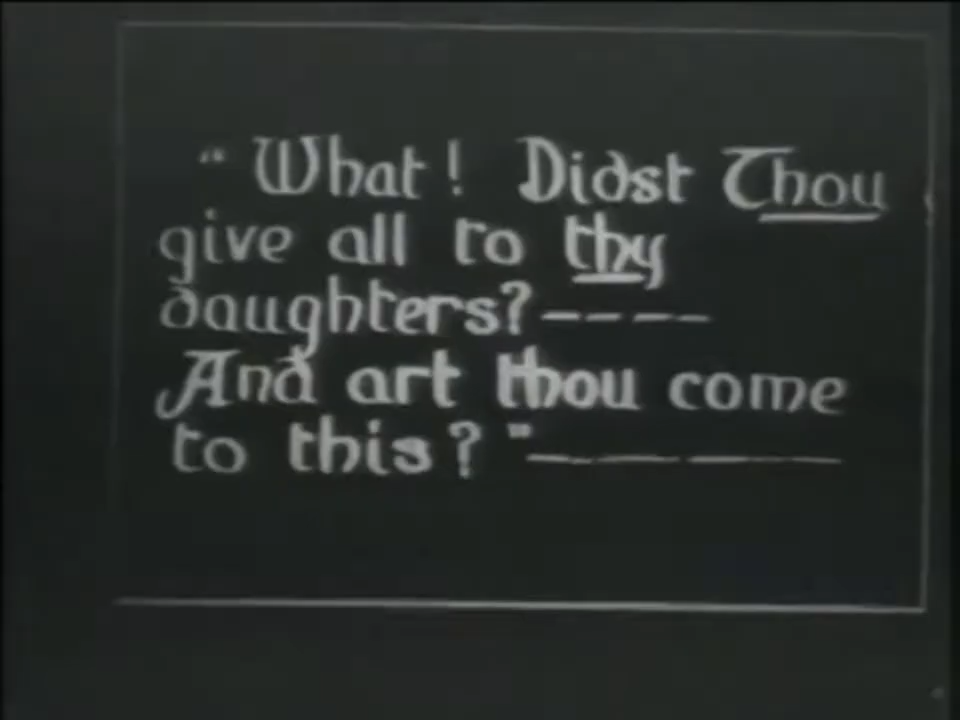 “What! Didst Thou
give all to thy
daughters?----
And art thou come
to this?"————